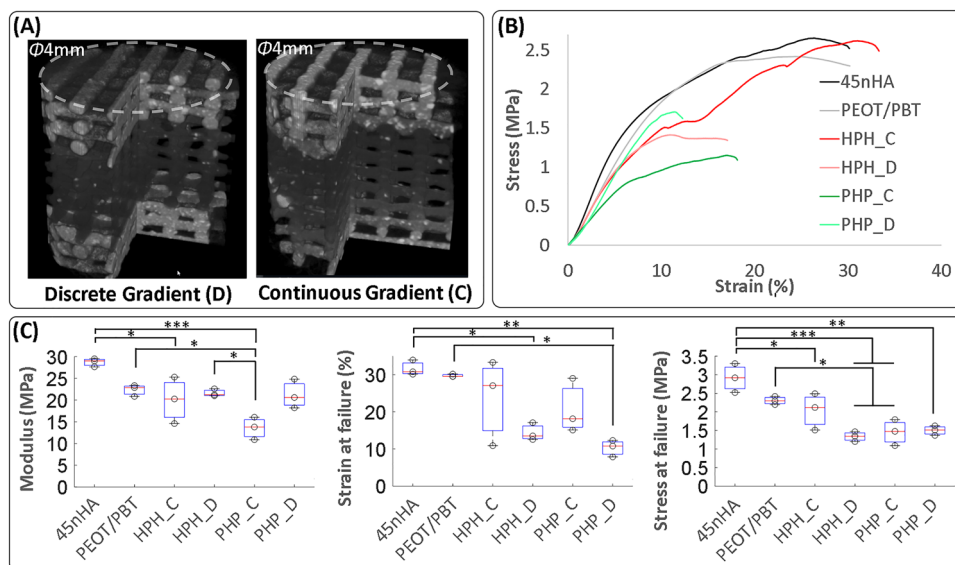 (A)
Φ4mm
Φ4mm
Discrete Gradient (D)
Continuous Gradient (C)
(B)
Stress (MPa)
2.5
2
1.5
1
0.5
0
0
10
20
30
40
Strain (%)
45nHA
PEOT/PBT
HPH_C
HPH_D
PHP_C
PHP_D
(C)
Modulus (MPa)
30
25
20
15
10
5
0
***
*
*
*
45nHA
PEOT/PBT
HPH_C
HPH_D
PHP_C
PHP_D
Strain at failure (%)
30
20
10
0
**
*
*
45nHA
PEOT/PBT
HPH_C
HPH_D
PHP_C
PHP_D
Stress at failure (MPa)
3.5
3
2.5
2
1.5
1
0.5
0
**
***
*
*
45nHA
PEOT/PBT
HPH_C
HPH_D
PHP_C
PHP_D